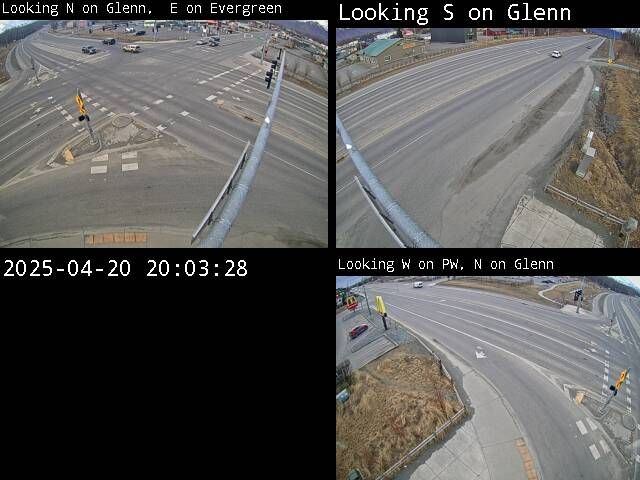 Looking N on Glenn,  E on Evergreen
Looking S on Glenn
2025-04-20 20:03:28
Looking W on PW, N on Glenn